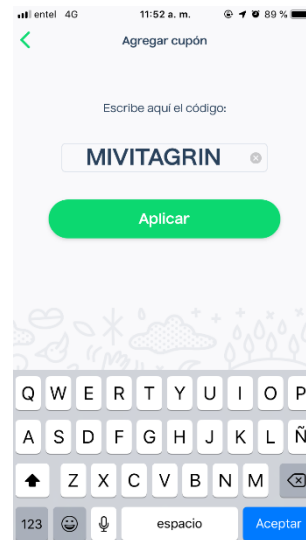 entel 4G 11:52 a. m. 89 %
Agregar cupón
Escribe aquí el código:
MIVITAGRIN
Aplicar
Q W E R T Y U I O P
A S D F G H J K L Ñ
Z X C V B N M
123 espacio Aceptar